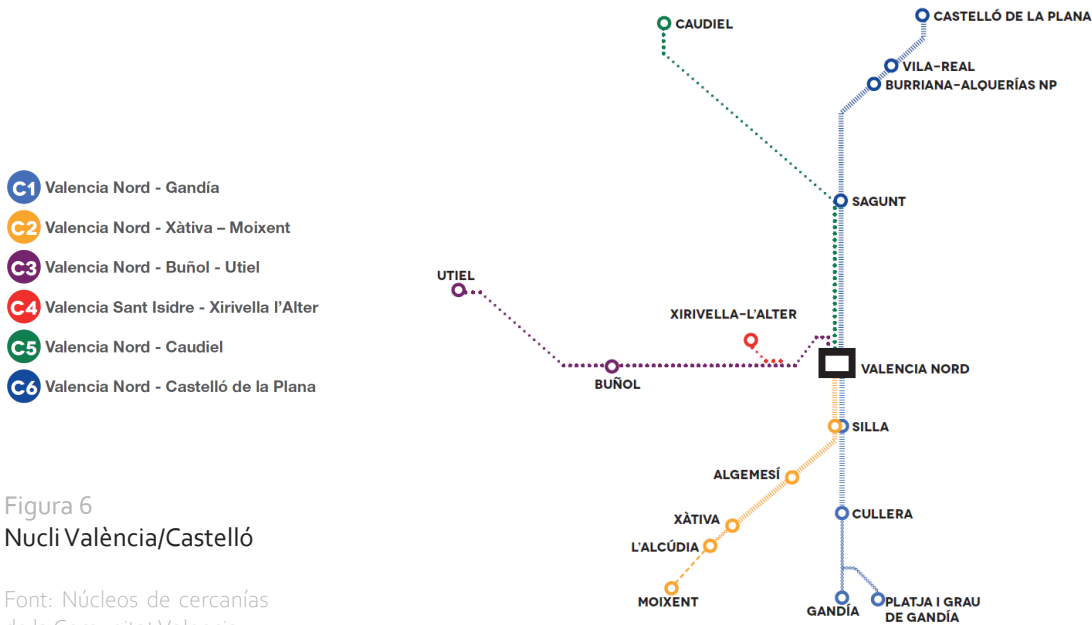 CAUDIEL
CASTELLÓ DE LA PLANA
VILA-REAL
BURRIANA-ALQUERÍAS NP
C1 Valencia Nord - Gandía
C2 Valencia Nord - Xàtiva – Moixent
C3 Valencia Nord - Buñol - Utiel
C4 Valencia Sant Isidre - Xirivella l'Alter
C5 Valencia Nord - Caudiel
C6 Valencia Nord - Castelló de la Plana
SAGUNT
UTIEL
XIRIVELLA-L'ALTER
BUÑOL
VALENCIA NORD
SILLA
ALGEMESÍ
XÀTIVA
CULLERA
L'ALCÚDIA
MOIXENT
GANDÍA
PLATJA I GRAU
DE GANDÍA
Figura 6
Nucli València/Castelló
Font: Núcleos de cercanías